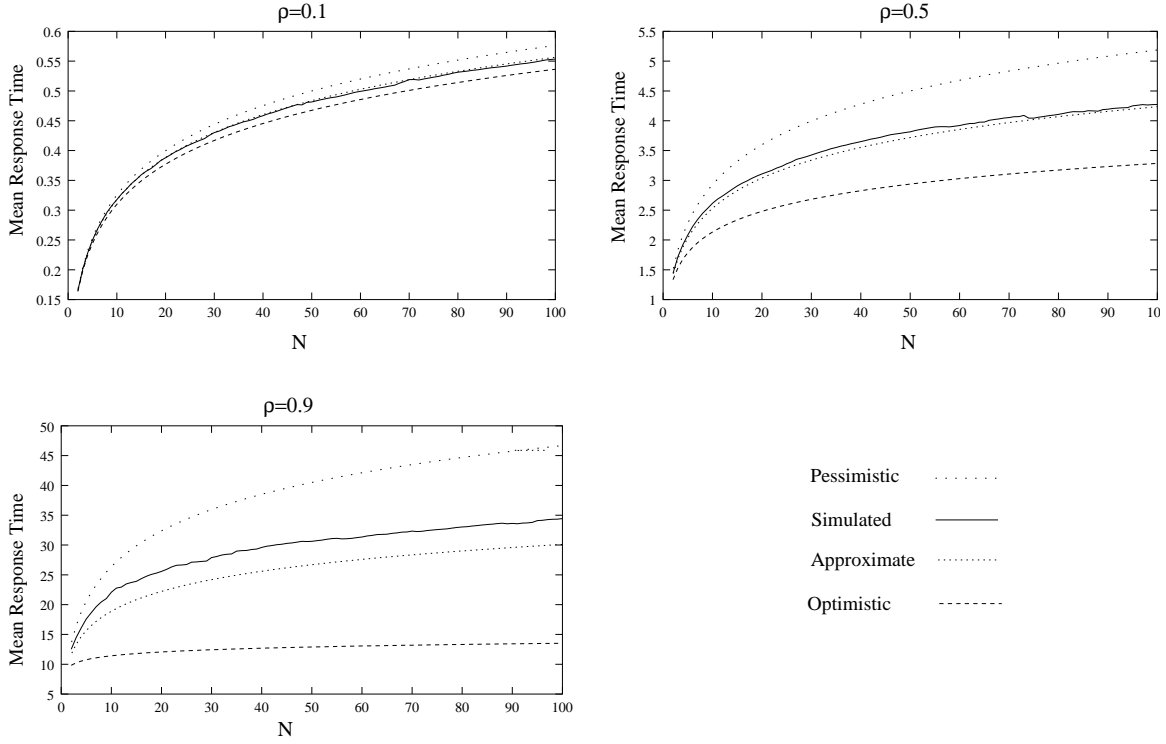 ρ=0.1
Mean Response Time
0.6
0.55
0.5
0.45
0.4
0.35
0.3
0.25
0.2
0.15
0 10 20 30 40 50 60 70 80 90 100
N
ρ=0.5
Mean Response Time
5.5
5
4.5
4
3.5
3
2.5
2
1.5
1
0 10 20 30 40 50 60 70 80 90 100
N
ρ=0.9
Mean Response Time
50
45
40
35
30
25
20
15
10
5
0 10 20 30 40 50 60 70 80 90 100
N
Pessimistic
Simulated
Approximate
Optimistic